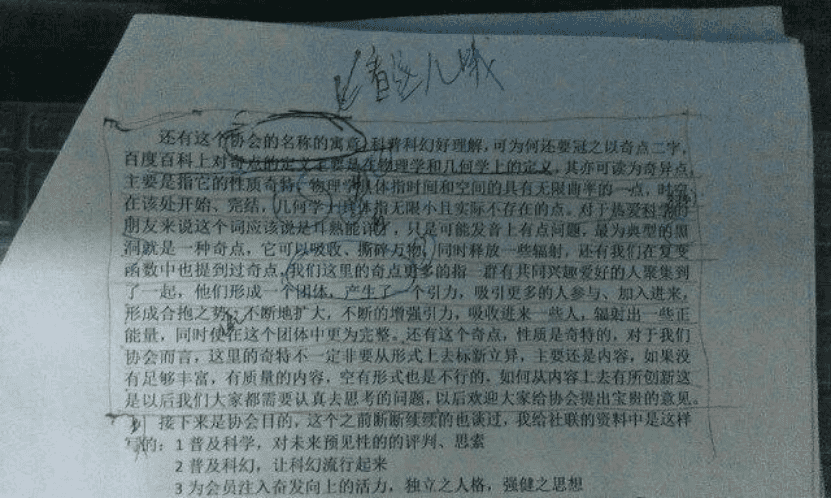 看这儿哦
还有这个协会的名称的寓意,科普科幻好理解,可为何还要冠之以奇点二字,
百度百科上对奇点的定义主要是在物理学和几何学上的定义,其亦可读为奇异点,
主要是指它的性质奇特,物理学具体指时间和空间的具有无限曲率的一点,时空
在该处开始、完结,几何学上具体指无限小且实际不存在的点。对于热爱科学的
朋友来说这个词应该说是耳熟能详了,只是可能发音上有点问题,最为典型的黑
洞就是一种奇点,它可以吸收、撕碎万物,同时释放一些辐射,还有我们在复变
函数中也提到过奇点,我们这里的奇点更多的指一群有共同兴趣爱好的人聚集到
了一起,他们形成一个团体,产生了一个引力,吸引更多的人参与、加入进来,
形成合抱之势,不断地扩大,不断的增强引力,吸收进来一些人,辐射出一些正
能量,同时使在这个团体中更为完整。还有这个奇点,性质是奇特的,对于我们
协会而言,这里的奇特不一定非要从形式上去标新立异,主要还是内容,如果没
有足够丰富,有质量的内容,空有形式也是不行的,如何从内容上去有所创新这
是以后我们大家都需要认真去思考的问题,以后欢迎大家给协会提出宝贵的意见。
接下来是协会目的,这个之前断断续续的也谈过,我给社联的资料中是这样
写的:1 普及科学,对未来预见性的的评判、思索
2 普及科幻,让科幻流行起来
3 为会员注入奋发向上的活力,独立之人格,强健之思想